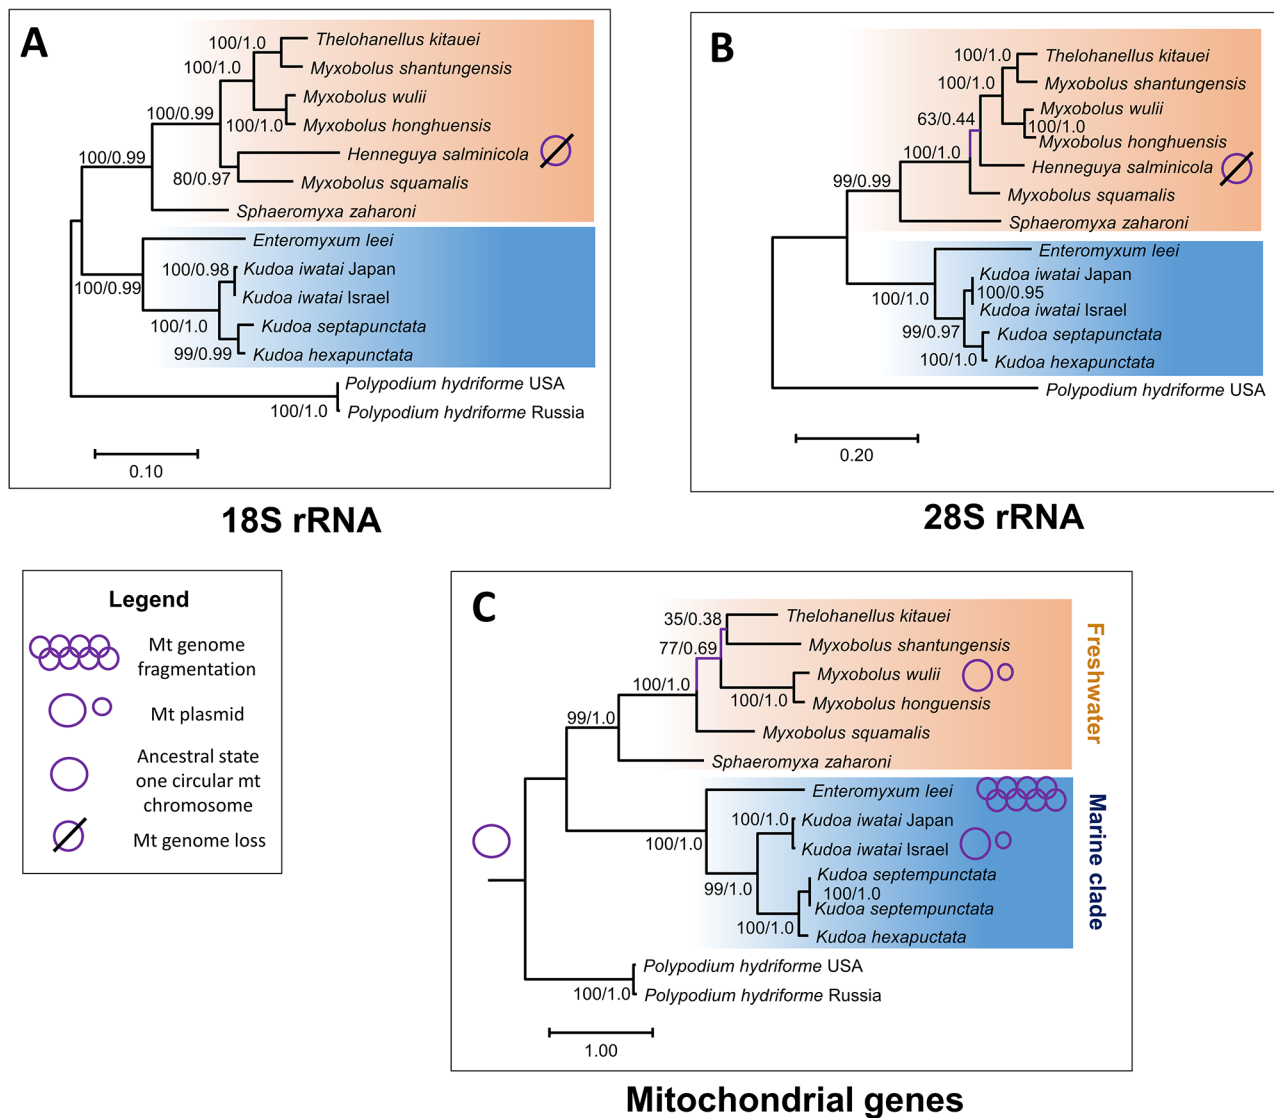 A
100/1.0
Thelohanellus kitauei
100/1.0
Myxobolus shantungensis
Myxobolus wulii
100/0.99
100/1.0
Myxobolus honghuensis
100/0.99
Henneguya salminicola
80/0.97
Myxobolus squamalis
Sphaeromyxa zaharoni
Enteromyxum leei
100/0.98
Kudoa iwatai Japan
100/0.99
Kudoa iwatai Israel
100/1.0
Kudoa septapunctata
99/0.99
Kudoa hexapunctata
Polypodium hydriforme USA
100/1.0
Polypodium hydriforme Russia
0.10
18S rRNA
B
100/1.0
Thelohanellus kitauei
100/1.0
Myxobolus shantungensis
Myxobolus wulii
63/0.44
100/1.0
Myxobolus honghuensis
100/1.0
Henneguya salminicola
99/0.99
Myxobolus squamalis
Sphaeromyxa zaharoni
Enteromyxum leei
Kudoa iwatai Japan
100/1.0
100/0.95
Kudoa iwatai Israel
99/0.97
Kudoa septapunctata
100/1.0
Kudoa hexapunctata
Polypodium hydriforme USA
0.20
28S rRNA
Legend
Mt genome
fragmentation
Mt plasmid
Ancestral state
one circular mt
chromosome
Mt genome loss
C
35/0.38
Thelohanellus kitauei
77/0.69
Myxobolus shantungensis
Myxobolus wulii
100/1.0
100/1.0
Myxobolus honguensis
99/1.0
Myxobolus squamalis
Sphaeromyxa zaharoni
Freshwater
Enteromyxum leei
100/1.0
Kudoa iwatai Japan
100/1.0
Kudoa iwatai Israel
Kudoa septempunctata
99/1.0
100/1.0
Kudoa septempunctata
100/1.0
Kudoa hexapuctata
Marine clade
Polypodium hydriforme USA
100/1.0
Polypodium hydriforme Russia
1.00
Mitochondrial genes